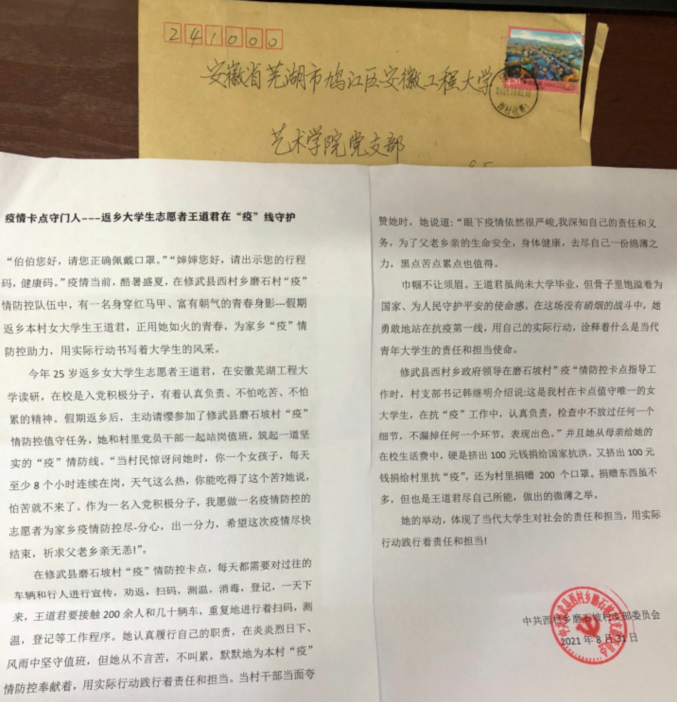 241000
安徽省芜湖市鸠江区安徽工程大学
艺术学院党支部
疫情卡点守门人---返乡大学生志愿者王道君在“疫”线守护
“伯伯您好，请您正确佩戴口罩。”“婶婶您好，请出示您的行程
码，健康码。”疫情当前，酷暑盛夏，在修武县西村乡磨石坡村“疫”
情防控队伍中，有一名身穿红马甲、富有朝气的青春身影---假期
返乡本村女大学生王道君，正用她如火的青春，为家乡“疫”情
防控助力，用实际行动书写着大学生的风采。
今年25岁返乡女大学生志愿者王道君，在安徽芜湖工程大
学读研，在校是入党积极分子，有着认真负责、不怕吃苦、不怕
累的精神。假期返乡后，主动请缨参加了修武县磨石坡村“疫”
情防控值守任务，她和村里党员干部一起站岗值班，筑起一道坚
实的“疫”情防线。“当村民惊讶问她时，你一个女孩子，每天
至少8个小时连续在岗，天气这么热，你能吃得了这个苦?她说，
怕苦就不来了。作为一名入党积极分子，我愿做一名疫情防控的
志愿者为家乡疫情防控尽-分心，出一分力，希望这次疫情尽快
结束，祈求父老乡亲无恙!”。
在修武县磨石坡村“疫”情防控卡点，每天都需要对过往的
车辆和行人进行宣传，劝返，扫码，测温，消毒，登记，一天下
来，王道君要接触200余人和几十辆车，重复地进行着扫码，测
温，登记等工作程序。她认真履行自己的职责，在炎炎烈日下、
风雨中坚守值班，但她从不言苦，不叫累，默默地为本村“疫”
情防控奉献着，用实际行动践行着责任和担当。当村干部当面夸
赞她时，她说道：“眼下疫情依然很严峻,我深知自己的责任和义
务，为了父老乡亲的生命安全，身体健康，去尽自己一份绵薄之
力，黑点苦点累点也值得。
巾帼不让须眉。王道君虽尚未大学毕业，但骨子里饱溢着为
国家、为人民守护平安的使命感。在这场没有硝烟的战斗中，她
勇敢地站在抗疫第一线，用自己的实际行动，诠释着什么是当代
青年大学生的责任和担当使命。
修武县西村乡政府领导在磨石坡村”疫“情防控卡点指导工
作时，村支部书记韩继明介绍说:这是我村在卡点值守唯一的女
大学生，在抗“疫”工作中，认真负责，检查中不放过任何一个
细节，不漏掉任何一个环节，表现出色。”并且她从母亲给她的
在校生活费中，硬是挤出100元钱捐给国家抗洪，又挤出100元
钱捐给村里抗“疫”，还为村里捐赠 200 个口罩。捐赠东西虽不
多，但也是王道君尽自己所能，做出的微薄之举。
她的举动，体现了当代大学生对社会的责任和担当，用实际
行动践行着责任和担当!
中共西村乡磨石坡村支部委员会
2021年8月31日